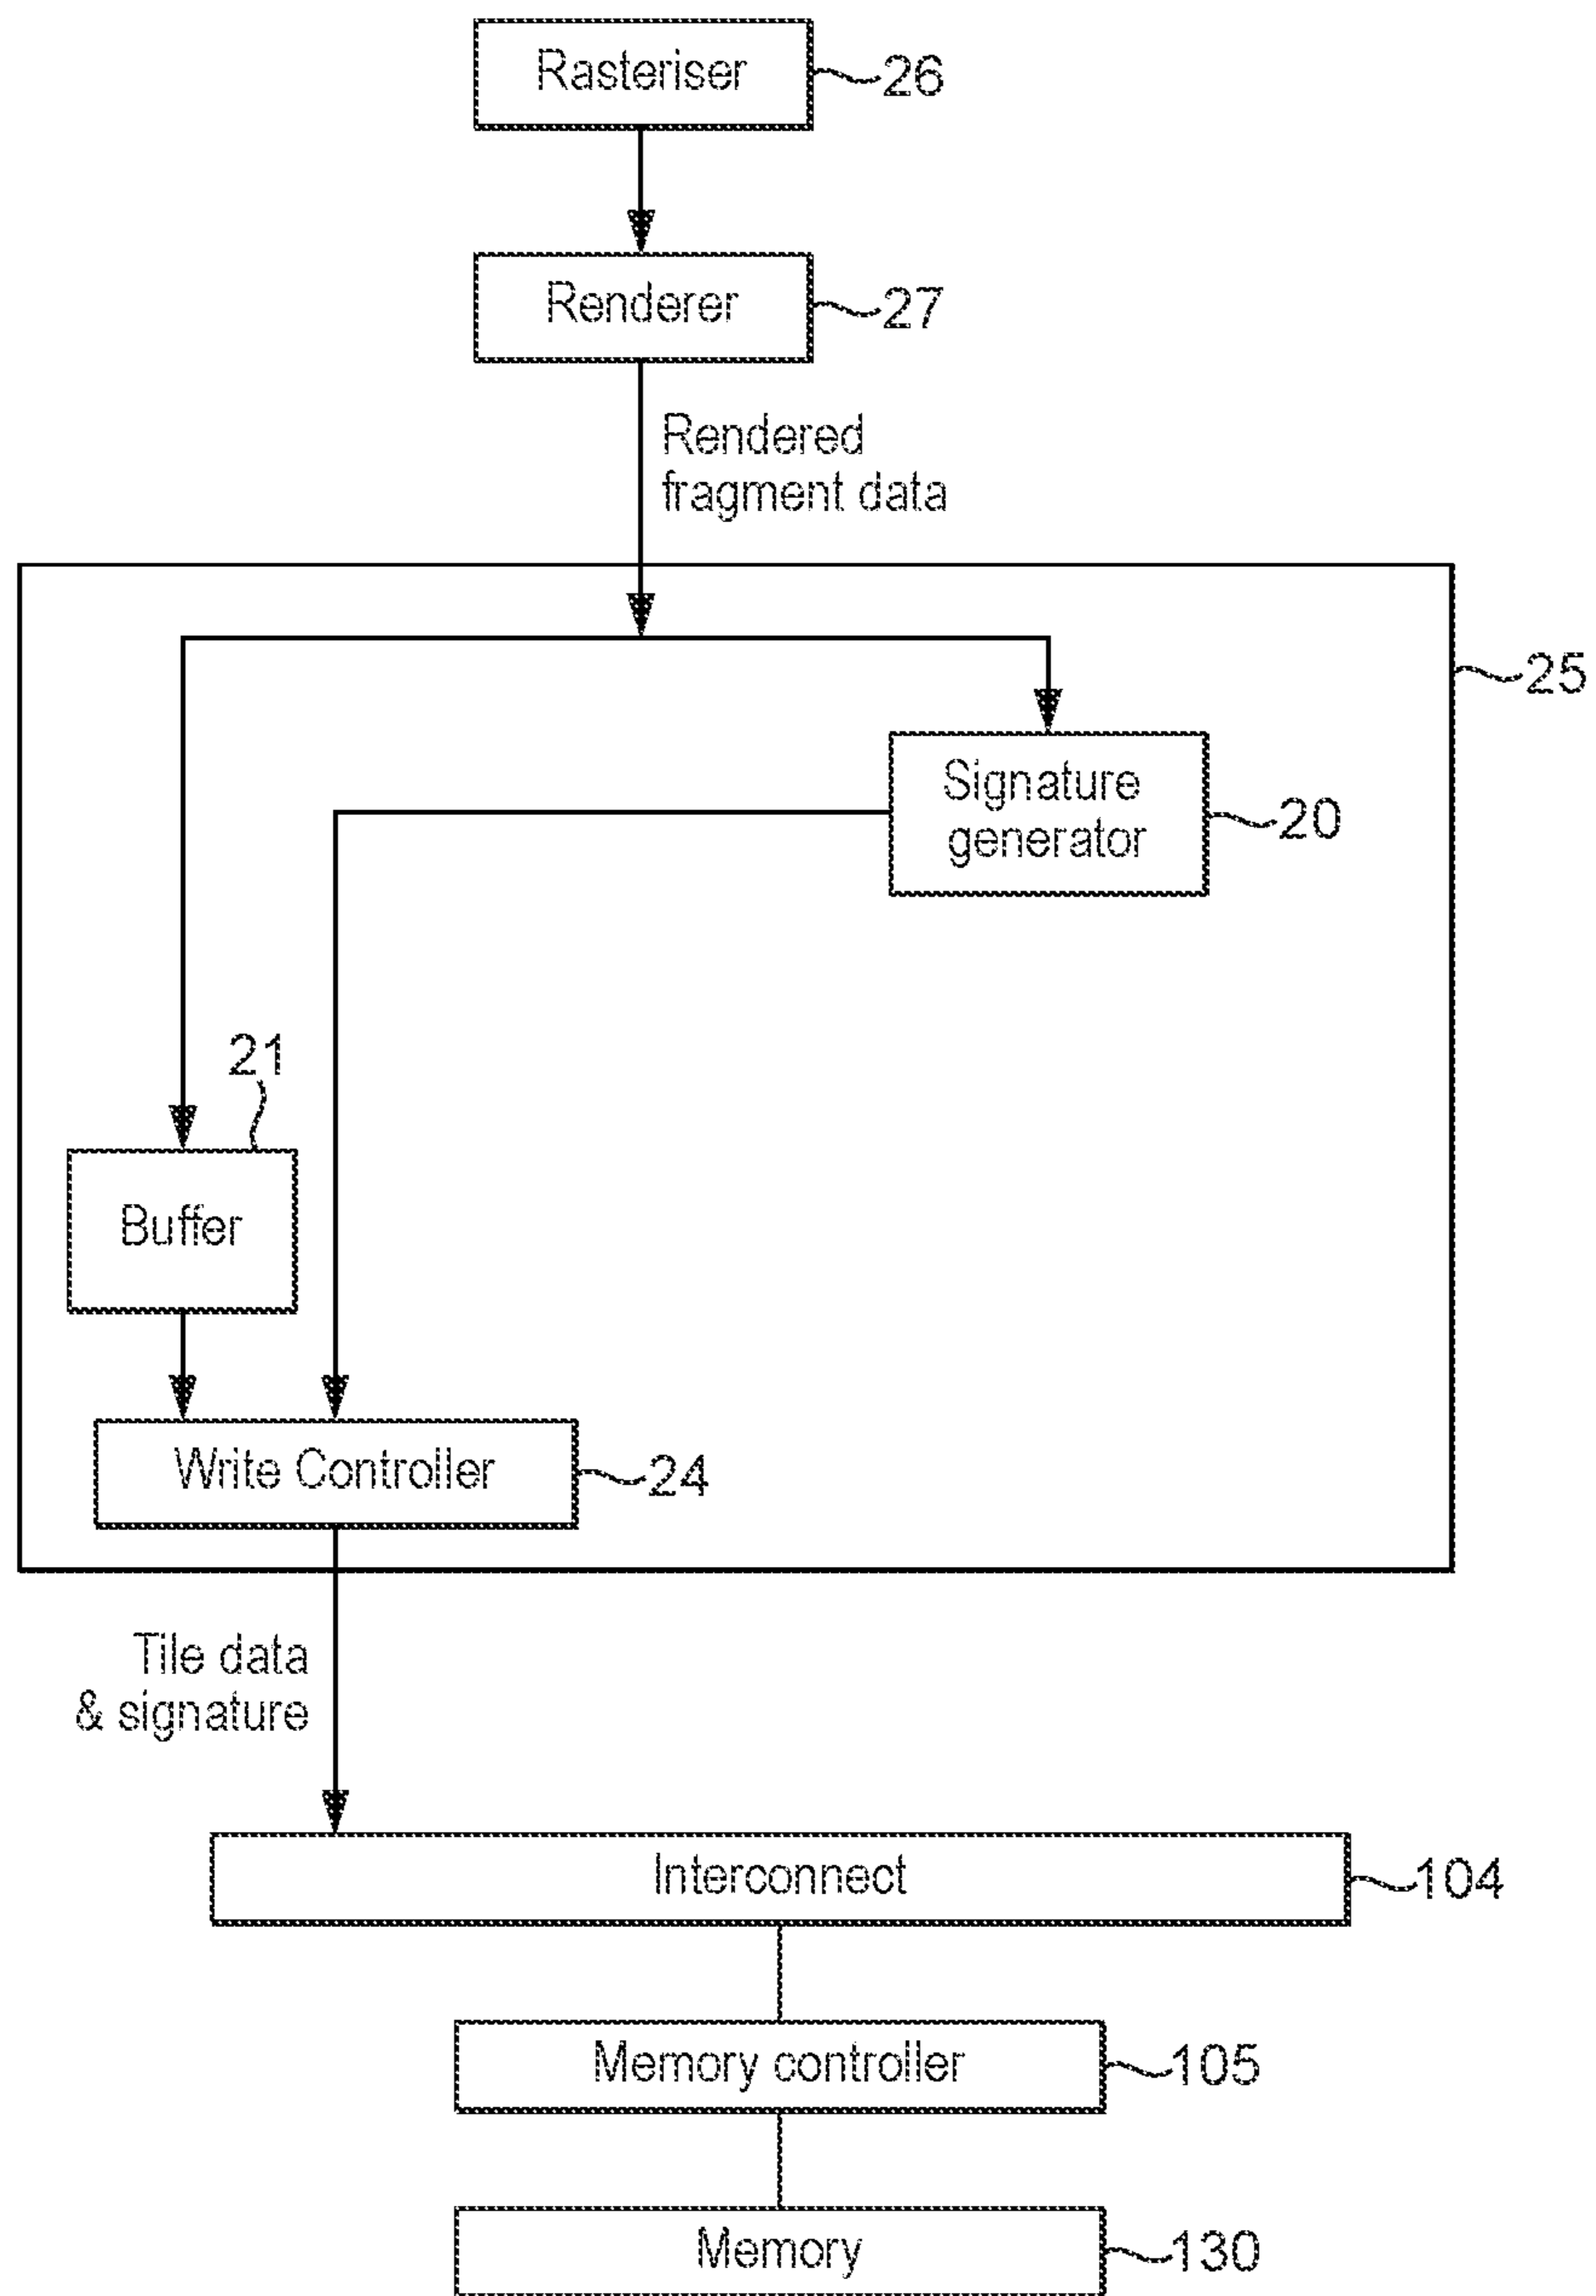 Rasteriser
26
Renderer
27
Rendered
fragment data
25
Signature
generator
20
21
Buffer
Write Controller
24
Tile data
& signature
Interconnect
104
Memory controller
105
Memory
130